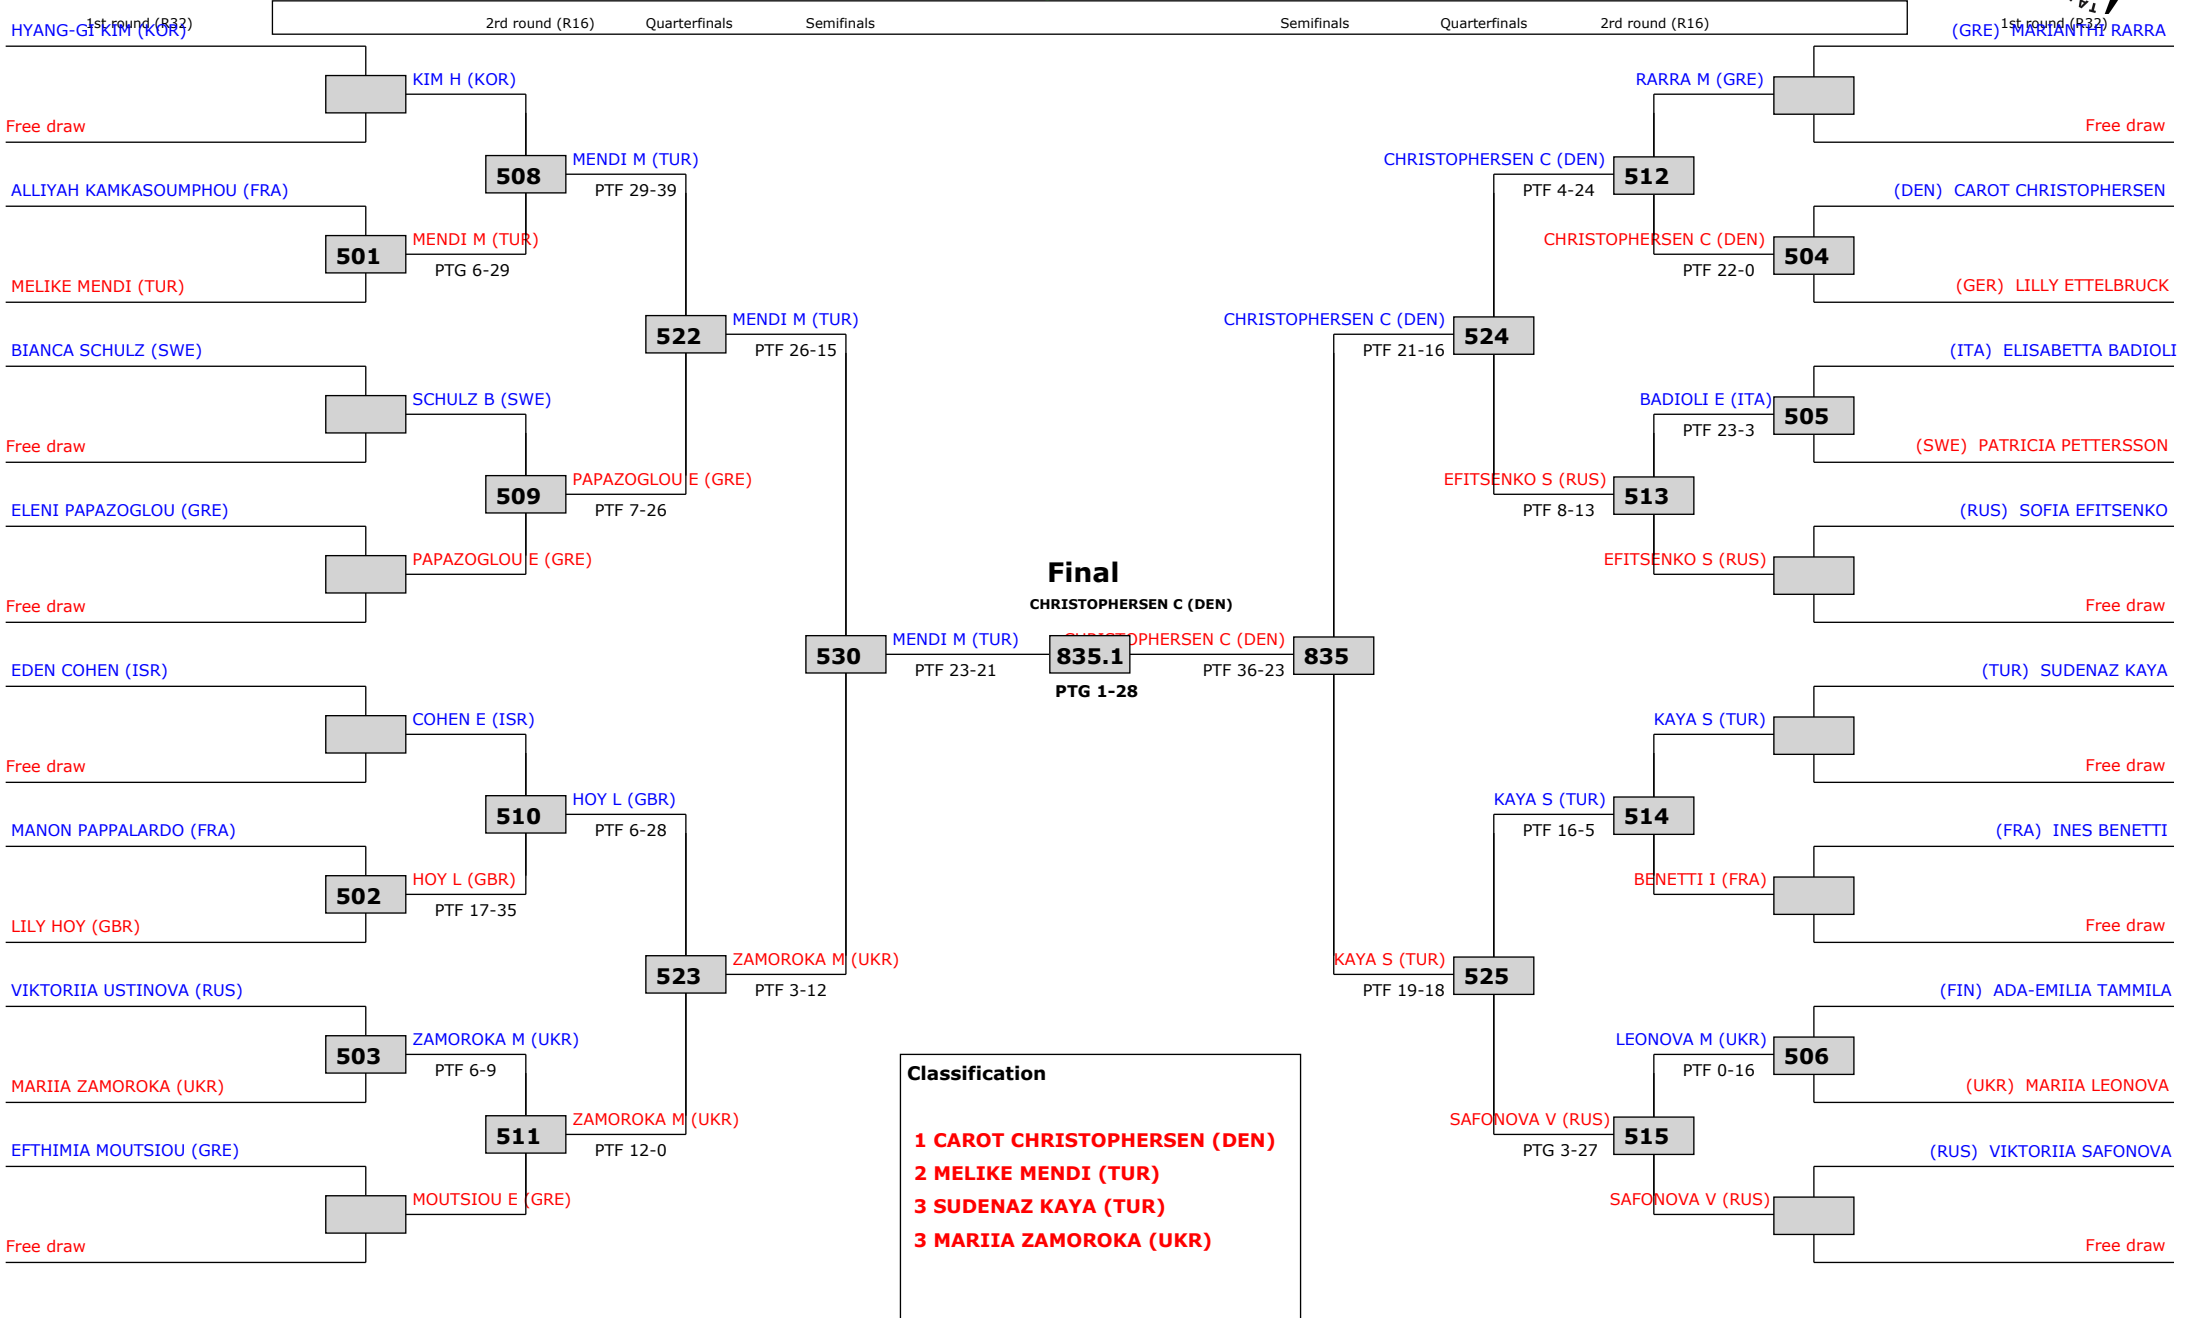 1st round (R32)
2rd round (R16)
Quarterfinals
Semifinals
Semifinals
Quarterfinals
2rd round (R16)
1st round (R32)
HYANG-GI KIM (KOR)
Free draw
ALLIYAH KAMKASOUMPHOU (FRA)
MELIKE MENDI (TUR)
BIANCA SCHULZ (SWE)
Free draw
ELENI PAPAZOGLOU (GRE)
Free draw
EDEN COHEN (ISR)
Free draw
MANON PAPPALARDO (FRA)
LILY HOY (GBR)
VIKTORIIA USTINOVA (RUS)
MARIIA ZAMOROKA (UKR)
EFTHIMIA MOUTSIOU (GRE)
Free draw
KIM H (KOR)
501
MENDI M (TUR)
PTG 6-29
SCHULZ B (SWE)
PAPAZOGLOU E (GRE)
COHEN E (ISR)
502
HOY L (GBR)
PTF 17-35
503
ZAMOROKA M (UKR)
PTF 6-9
MOUTSIOU E (GRE)
508
MENDI M (TUR)
PTF 29-39
509
PAPAZOGLOU E (GRE)
PTF 7-26
510
HOY L (GBR)
PTF 6-28
511
ZAMOROKA M (UKR)
PTF 12-0
522
MENDI M (TUR)
PTF 26-15
523
ZAMOROKA M (UKR)
PTF 3-12
530
MENDI M (TUR)
PTF 23-21
Final
CHRISTOPHERSEN C (DEN)
835.1
PTG 1-28
CHRISTOPHERSEN C (DEN)
PTF 36-23
835
CHRISTOPHERSEN C (DEN)
PTF 21-16
524
KAYA S (TUR)
PTF 19-18
525
CHRISTOPHERSEN C (DEN)
PTF 4-24
512
EFITSENKO S (RUS)
PTF 8-13
513
KAYA S (TUR)
PTF 16-5
514
SAFONOVA V (RUS)
PTG 3-27
515
RARRA M (GRE)
CHRISTOPHERSEN C (DEN)
PTF 22-0
504
BADIOLI E (ITA)
PTF 23-3
505
EFITSENKO S (RUS)
KAYA S (TUR)
BENETTI I (FRA)
LEONOVA M (UKR)
PTF 0-16
506
SAFONOVA V (RUS)
(GRE) MARIANTHI RARRA
Free draw
(DEN) CAROT CHRISTOPHERSEN
(GER) LILLY ETTELBRUCK
(ITA) ELISABETTA BADIOLI
(SWE) PATRICIA PETTERSSON
(RUS) SOFIA EFITSENKO
Free draw
(TUR) SUDENAZ KAYA
Free draw
(FRA) INES BENETTI
Free draw
(FIN) ADA-EMILIA TAMMILA
(UKR) MARIIA LEONOVA
(RUS) VIKTORIIA SAFONOVA
Free draw
Classification
1 CAROT CHRISTOPHERSEN (DEN)
2 MELIKE MENDI (TUR)
3 SUDENAZ KAYA (TUR)
3 MARIIA ZAMOROKA (UKR)